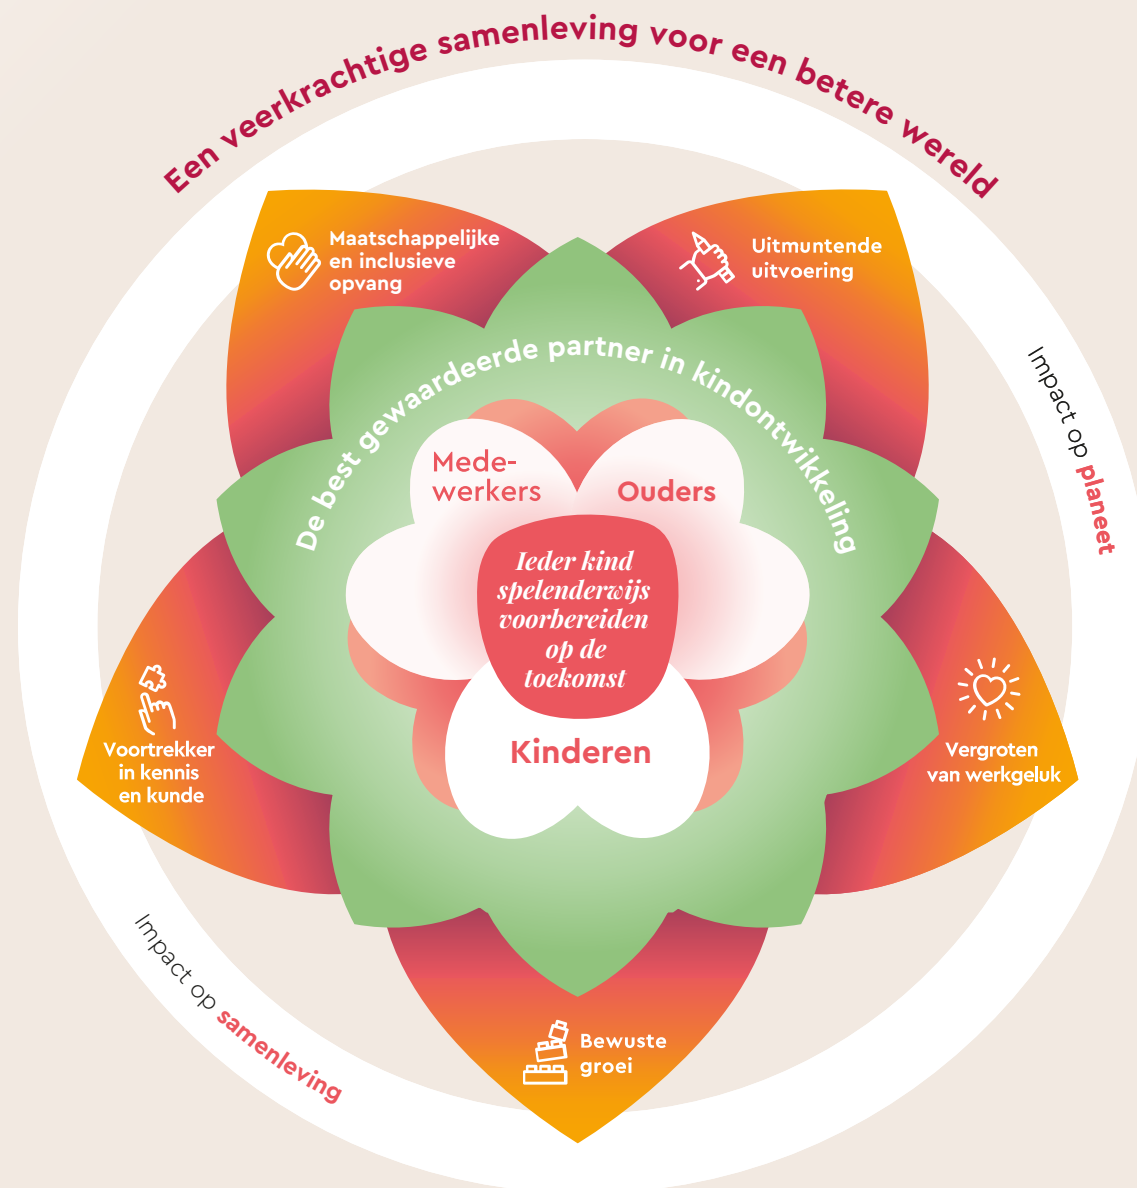 Een veerkrachtige samenleving voor een betere wereld
Maatschappelijke
en inclusieve
opvang
Uitmuntende
uitvoering
De best gewaardeerde partner in kindontwikkeling
Impact op planeet
Mede-
werkers
Ouders
Ieder kind
spelenderwijs
voorbereiden
op de
toekomst
Kinderen
Voortrekker
in kennis
en kunde
Vergroten
van werkgeluk
Impact op samenleving
Bewuste
groei